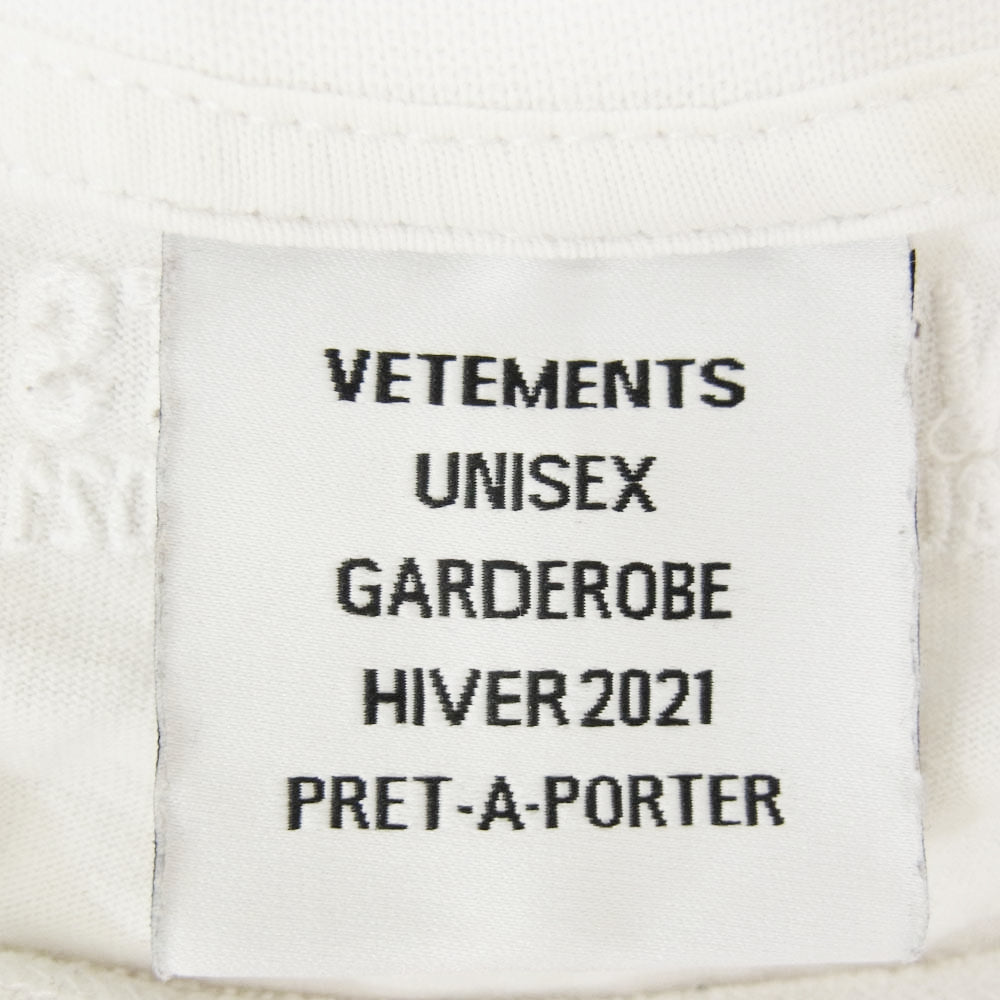 VETEMENTS
UNISEX
GARDEROBE
HIVER 2021
PRET-A-PORTER